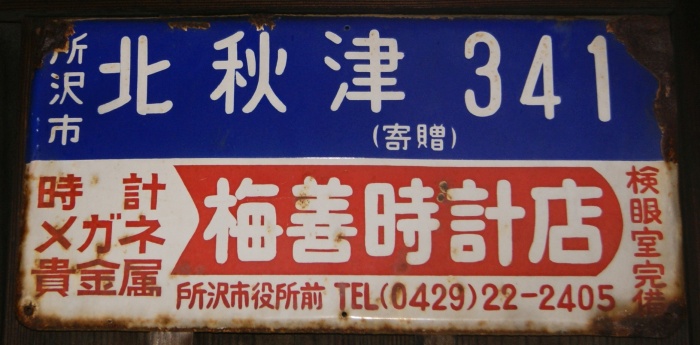 所沢市
北秋津 341
(寄贈)
時計
メガネ
貴金属
梅善時計店
検眼室完備
所沢市役所前 TEL(0429)22-2405